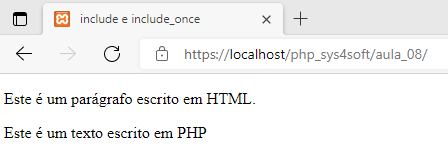 include e include_once
https://localhost/php_sys4soft/aula_08/
Este é um parágrafo escrito em HTML.
Este é um texto escrito em PHP